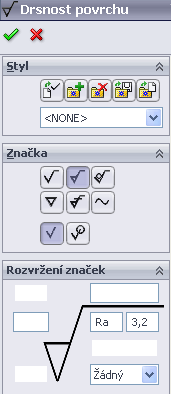 Drsnost povrchu
Styl
<NONE>
Značka
Rozvržení značek
Ra 3,2
Žádný